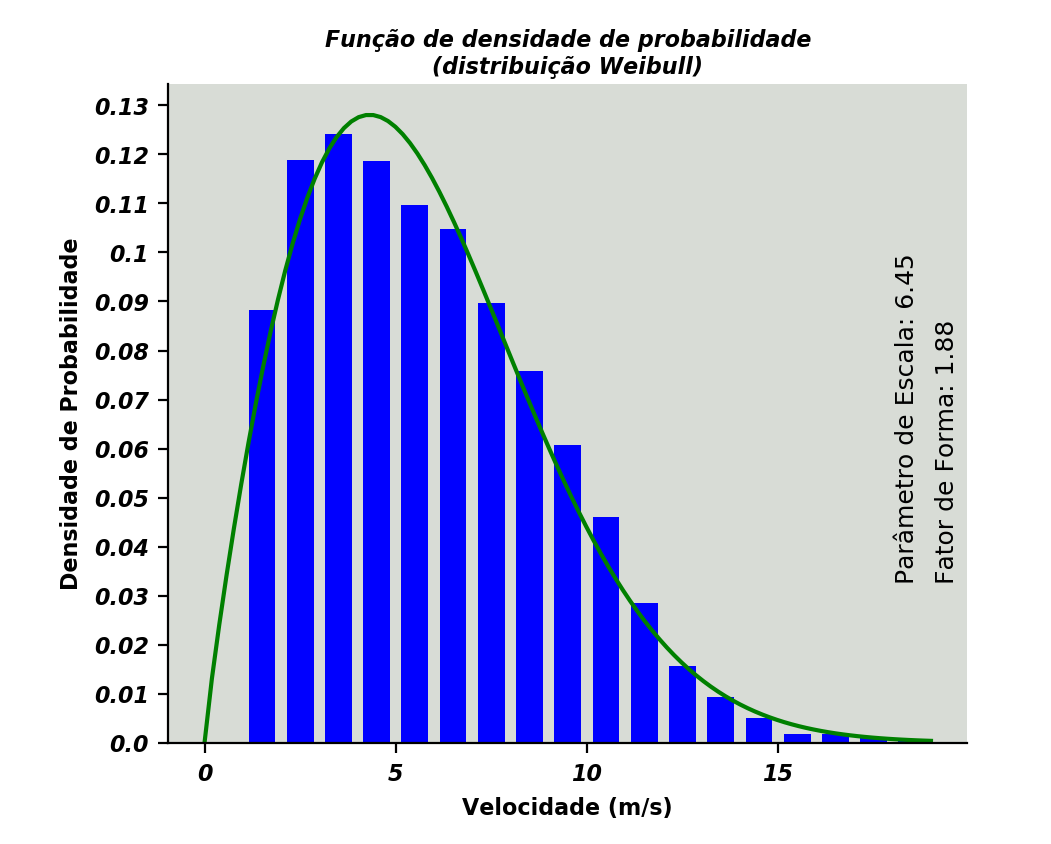 Função de densidade de probabilidade
(distribuição Weibull)
0.13
0.12
0.11
0.1
0.09
0.08
0.07
0.06
0.05
0.04
0.03
0.02
0.01
0.0
Densidade de Probabilidade
0 5 10 15
Velocidade (m/s)
Parâmetro de Escala: 6.45
Fator de Forma: 1.88